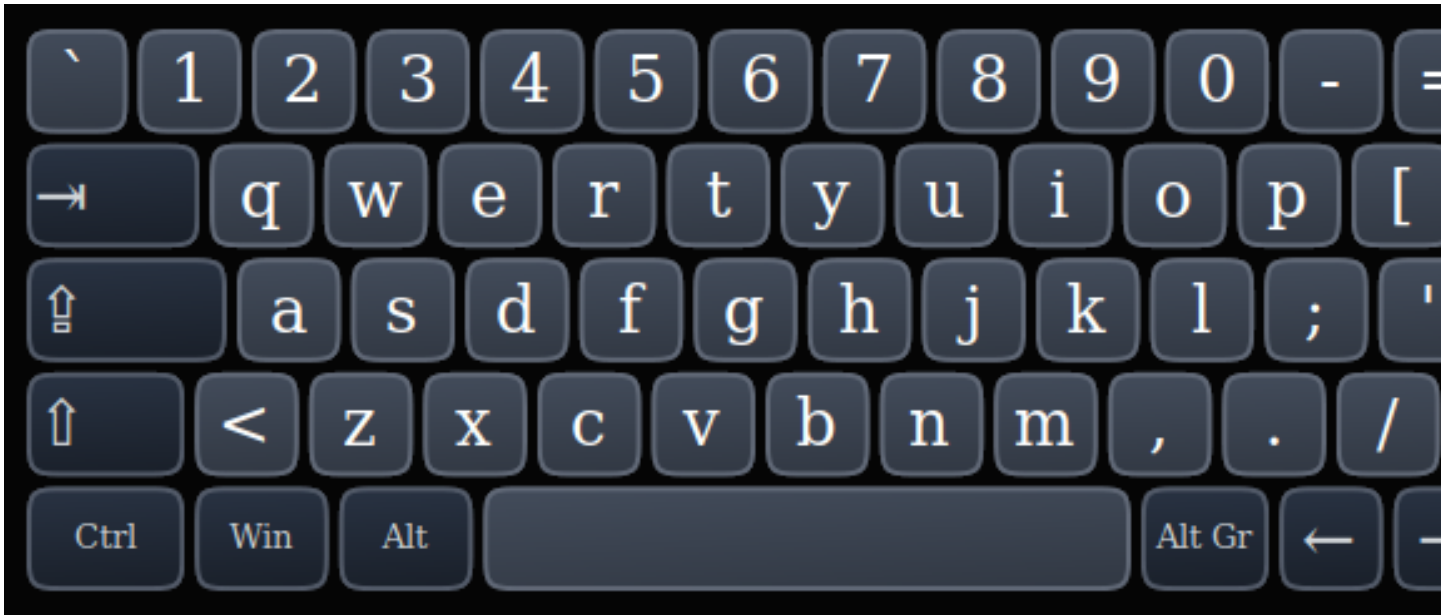 ` 1 2 3 4 5 6 7 8 9 0 - =
⇥ q w e r t y u i o p [
⇪ a s d f g h j k l ; '
⇧ < z x c v b n m , . /
Ctrl Win Alt Alt Gr ←